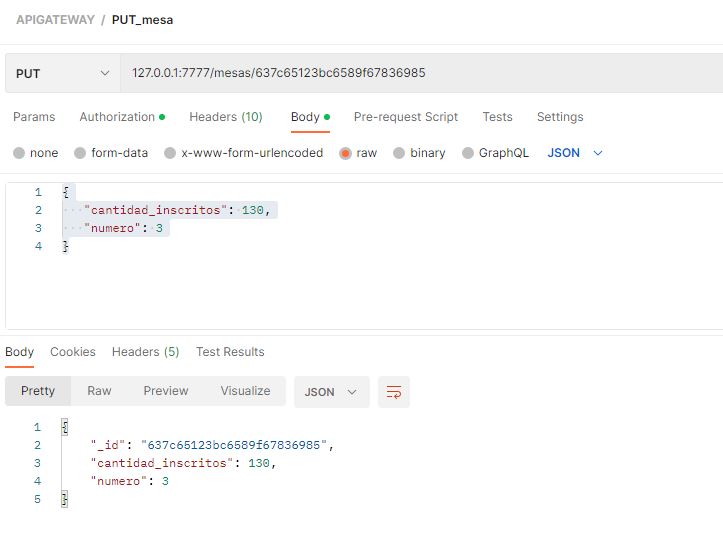 APIGATEWAY / PUT_mesa
PUT 127.0.0.1:7777/mesas/637c65123bc6589f67836985
Params Authorization Headers (10) Body Pre-request Script Tests Settings
none form-data x-www-form-urlencoded raw binary GraphQL JSON
1 {
2 "cantidad_inscritos": 130,
3 "numero": 3
4 }
Body Cookies Headers (5) Test Results
Pretty Raw Preview Visualize JSON
1 {
2 "_id": "637c65123bc6589f67836985",
3 "cantidad_inscritos": 130,
4 "numero": 3
5 }